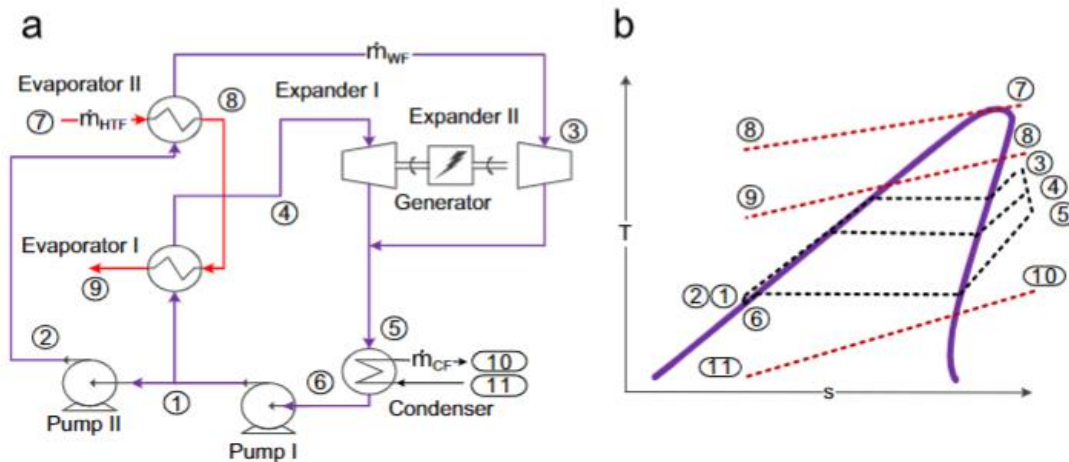 a
ṁWF
Evaporator II
⑧
Expander I
⑦ ṁHTF
Expander II
③
Generator
④
Evaporator I
⑨
②
⑤
ṁCF
⑩
⑥
⑪
①
Condenser
Pump II
Pump I
b
⑦
⑧
⑧
③
⑨
④
⑤
T
⑩
②①
⑥
⑪
s